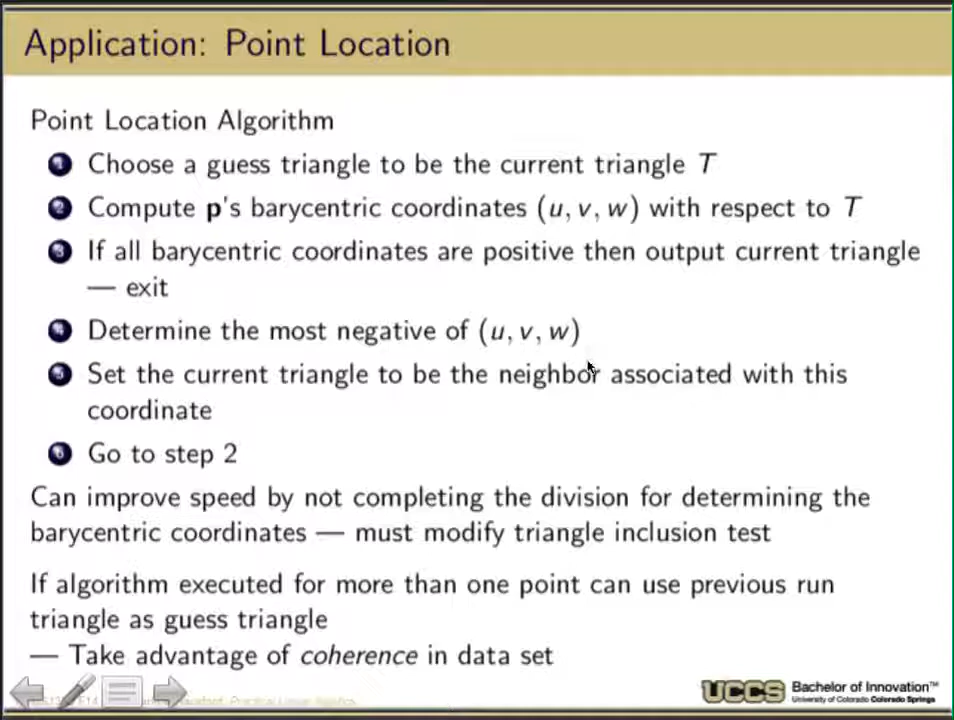 Application: Point Location
Point Location Algorithm
1 Choose a guess triangle to be the current triangle T
2 Compute p's barycentric coordinates (u, v, w) with respect to T
3 If all barycentric coordinates are positive then output current triangle
— exit
4 Determine the most negative of (u, v, w)
5 Set the current triangle to be the neighbor associated with this
coordinate
6 Go to step 2
Can improve speed by not completing the division for determining the
barycentric coordinates — must modify triangle inclusion test
If algorithm executed for more than one point can use previous run
triangle as guess triangle
— Take advantage of coherence in data set
Practical Linear Algebra
UCCS Bachelor of Innovation™
University of Colorado Colorado Springs